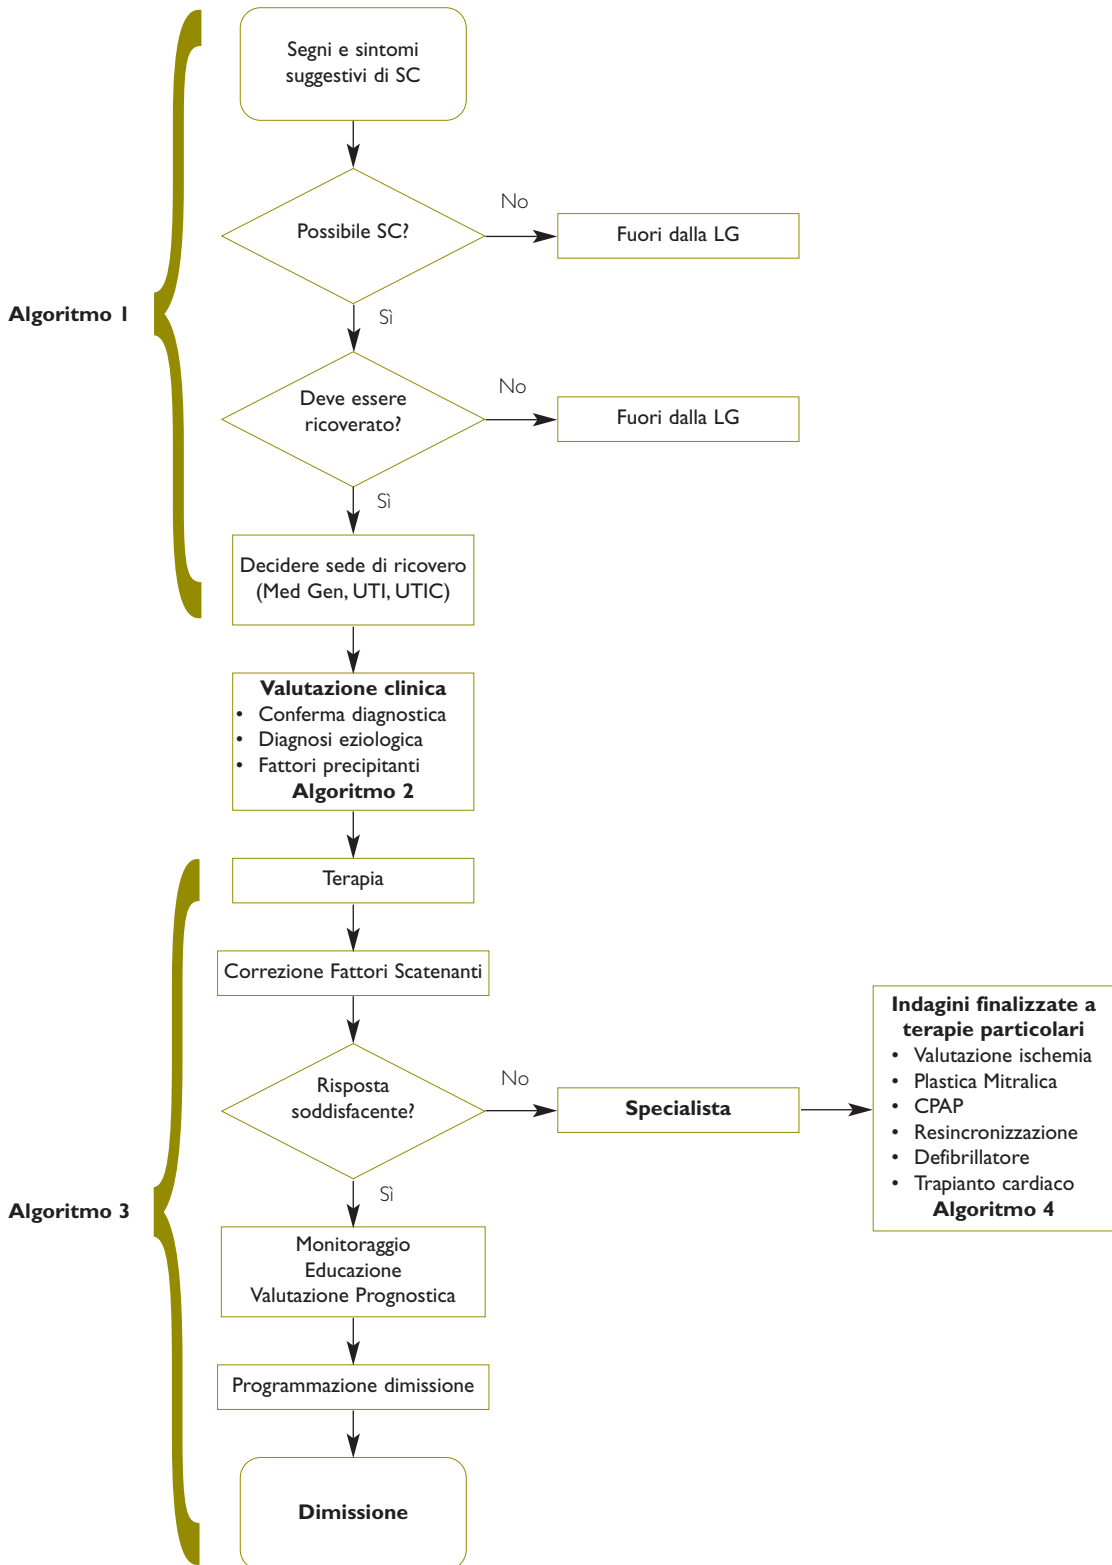 Segni e sintomi
suggestivi di SC
Possibile SC?
No
Fuori dalla LG
Algoritmo 1
Sì
Deve essere
ricoverato?
No
Fuori dalla LG
Sì
Decidere sede di ricovero
(Med Gen, UTI, UTIC)
Valutazione clinica
• Conferma diagnostica
• Diagnosi eziologica
• Fattori precipitanti
Algoritmo 2
Terapia
Correzione Fattori Scatenanti
Risposta
soddisfacente?
No
Specialista
Indagini finalizzate a
terapie particolari
• Valutazione ischemia
• Plastica Mitralica
• CPAP
• Resincronizzazione
• Defibrillatore
• Trapianto cardiaco
Algoritmo 4
Algoritmo 3
Sì
Monitoraggio
Educazione
Valutazione Prognostica
Programmazione dimissione
Dimissione